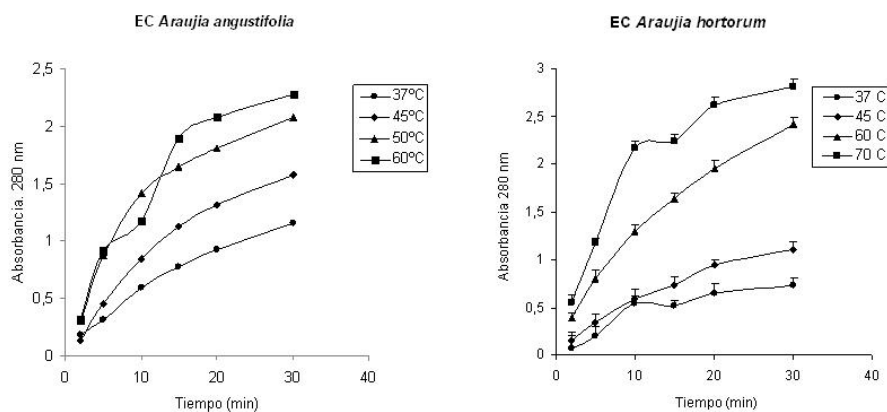 EC Araujia angustifolia
Absorbancia. 280 nm
2,5
2
1,5
1
0,5
0
0
10
20
30
40
Tiempo (min)
37ºC
45ºC
50ºC
60ºC
EC Araujia hortorum
Absorbancia 280 nm
3
2,5
2
1,5
1
0,5
0
0
10
20
30
40
Tiempo (min)
37 C
45 C
60 C
70 C